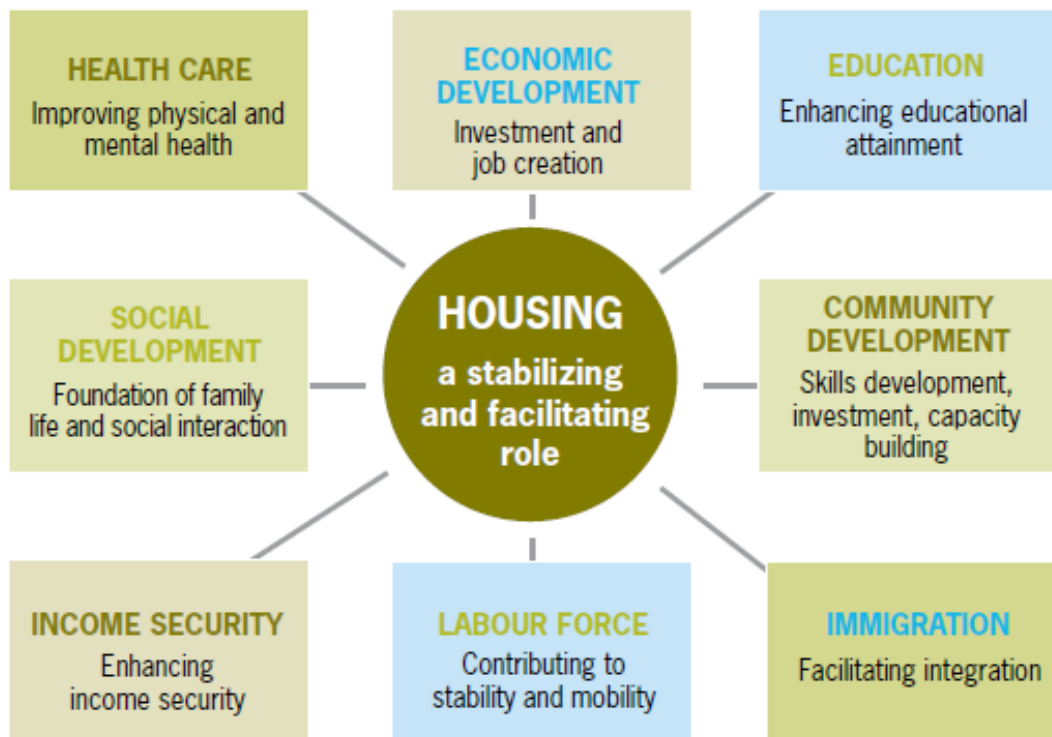 HEALTH CARE
Improving physical and
mental health
ECONOMIC
DEVELOPMENT
Investment and
job creation
EDUCATION
Enhancing educational
attainment
SOCIAL
DEVELOPMENT
Foundation of family
life and social interaction
HOUSING
a stabilizing
and facilitating
role
COMMUNITY
DEVELOPMENT
Skills development,
investment, capacity
building
INCOME SECURITY
Enhancing
income security
LABOUR FORCE
Contributing to
stability and mobility
IMMIGRATION
Facilitating integration